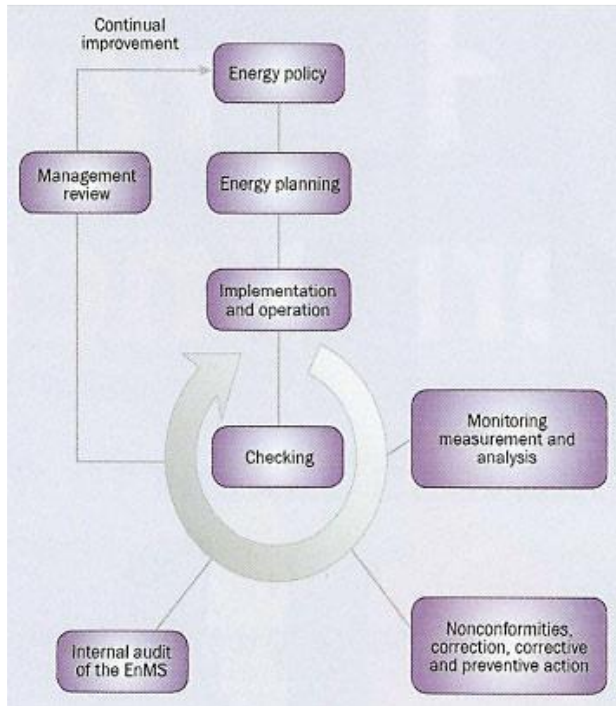 Continual
improvement
Energy policy
Management
review
Energy planning
Implementation
and operation
Checking
Monitoring
measurement and
analysis
Internal audit
of the EnMS
Nonconformities,
correction, corrective
and preventive action